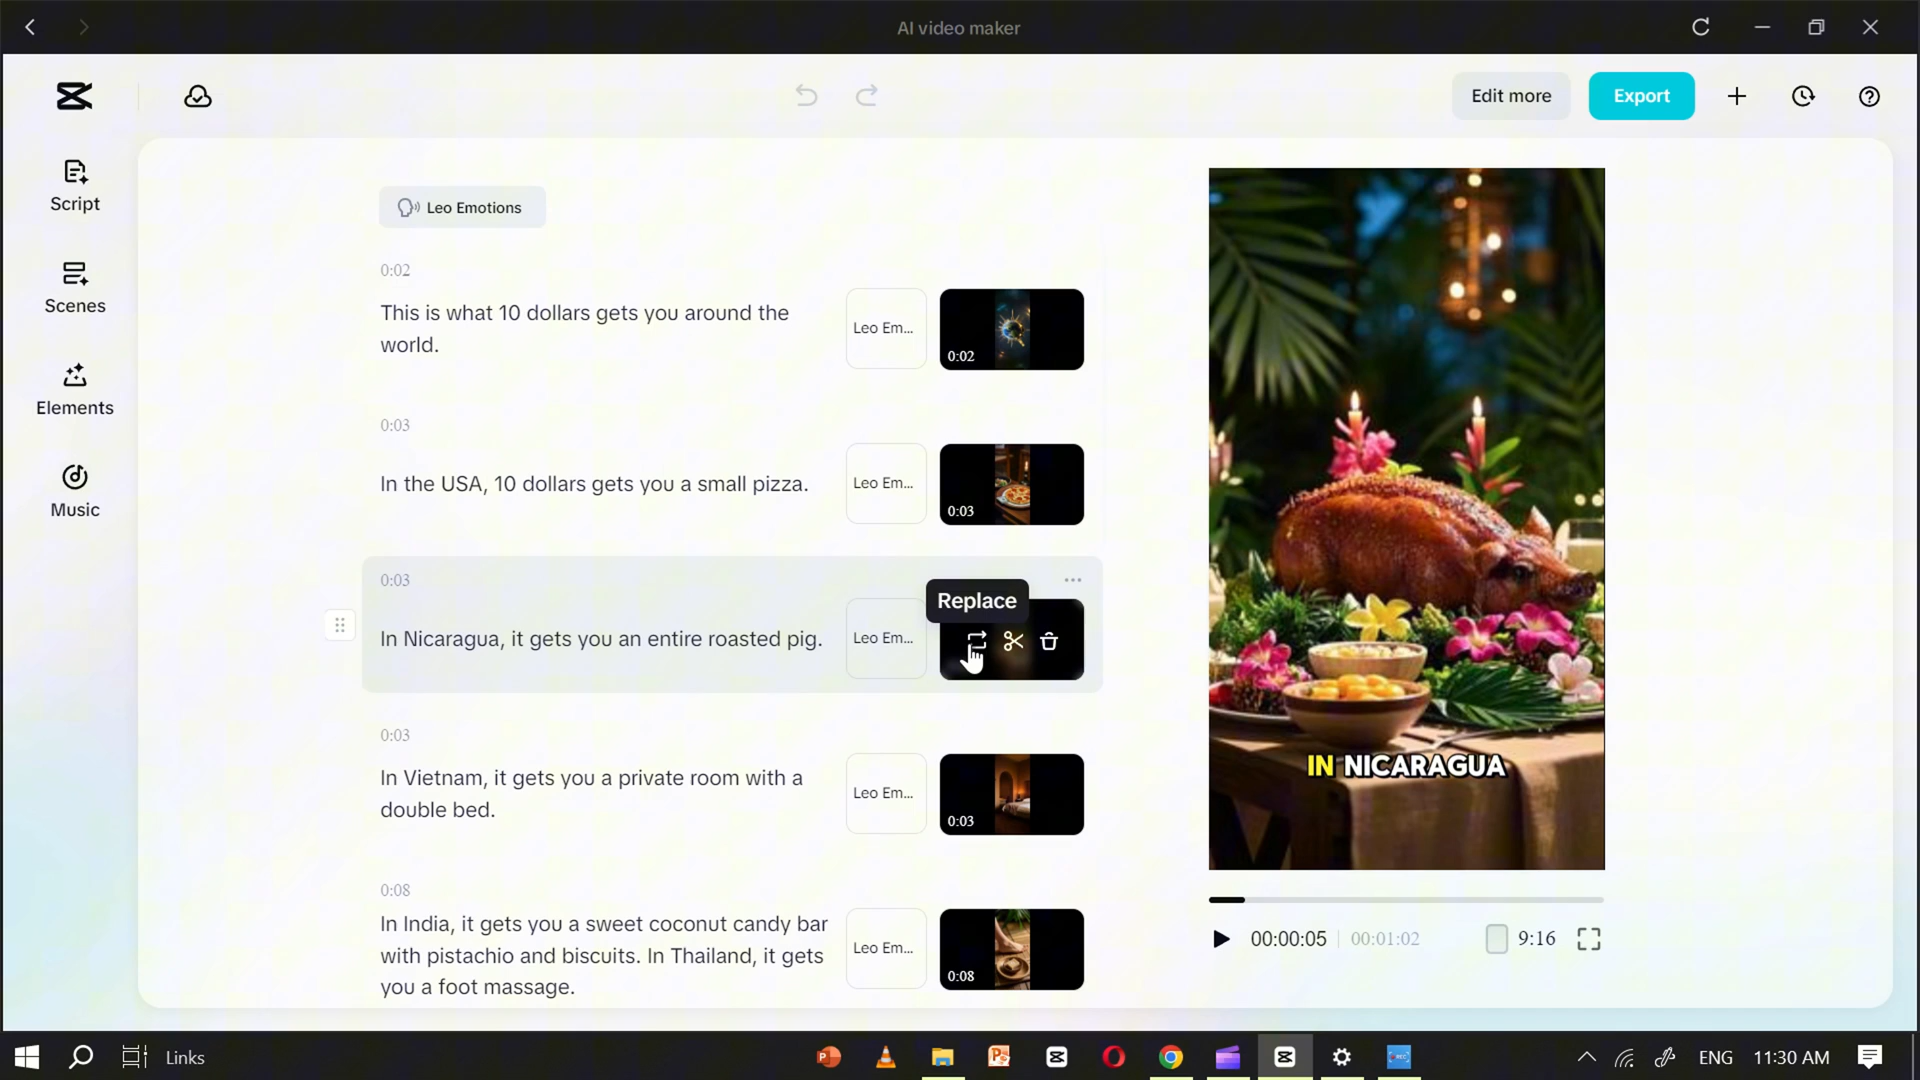 AI video maker
Edit more
Export
Script
Scenes
Elements
Music
Leo Emotions
0:02
This is what 10 dollars gets you around the
world.
Leo Em...
0:02
0:03
In the USA, 10 dollars gets you a small pizza.
Leo Em...
0:03
0:03
Replace
In Nicaragua, it gets you an entire roasted pig.
Leo Em...
0:03
In Vietnam, it gets you a private room with a
double bed.
Leo Em...
0:03
0:08
In India, it gets you a sweet coconut candy bar
with pistachio and biscuits. In Thailand, it gets
you a foot massage.
Leo Em...
0:08
IN NICARAGUA
00:00:05
00:01:02
9:16
Links
ENG
11:30 AM